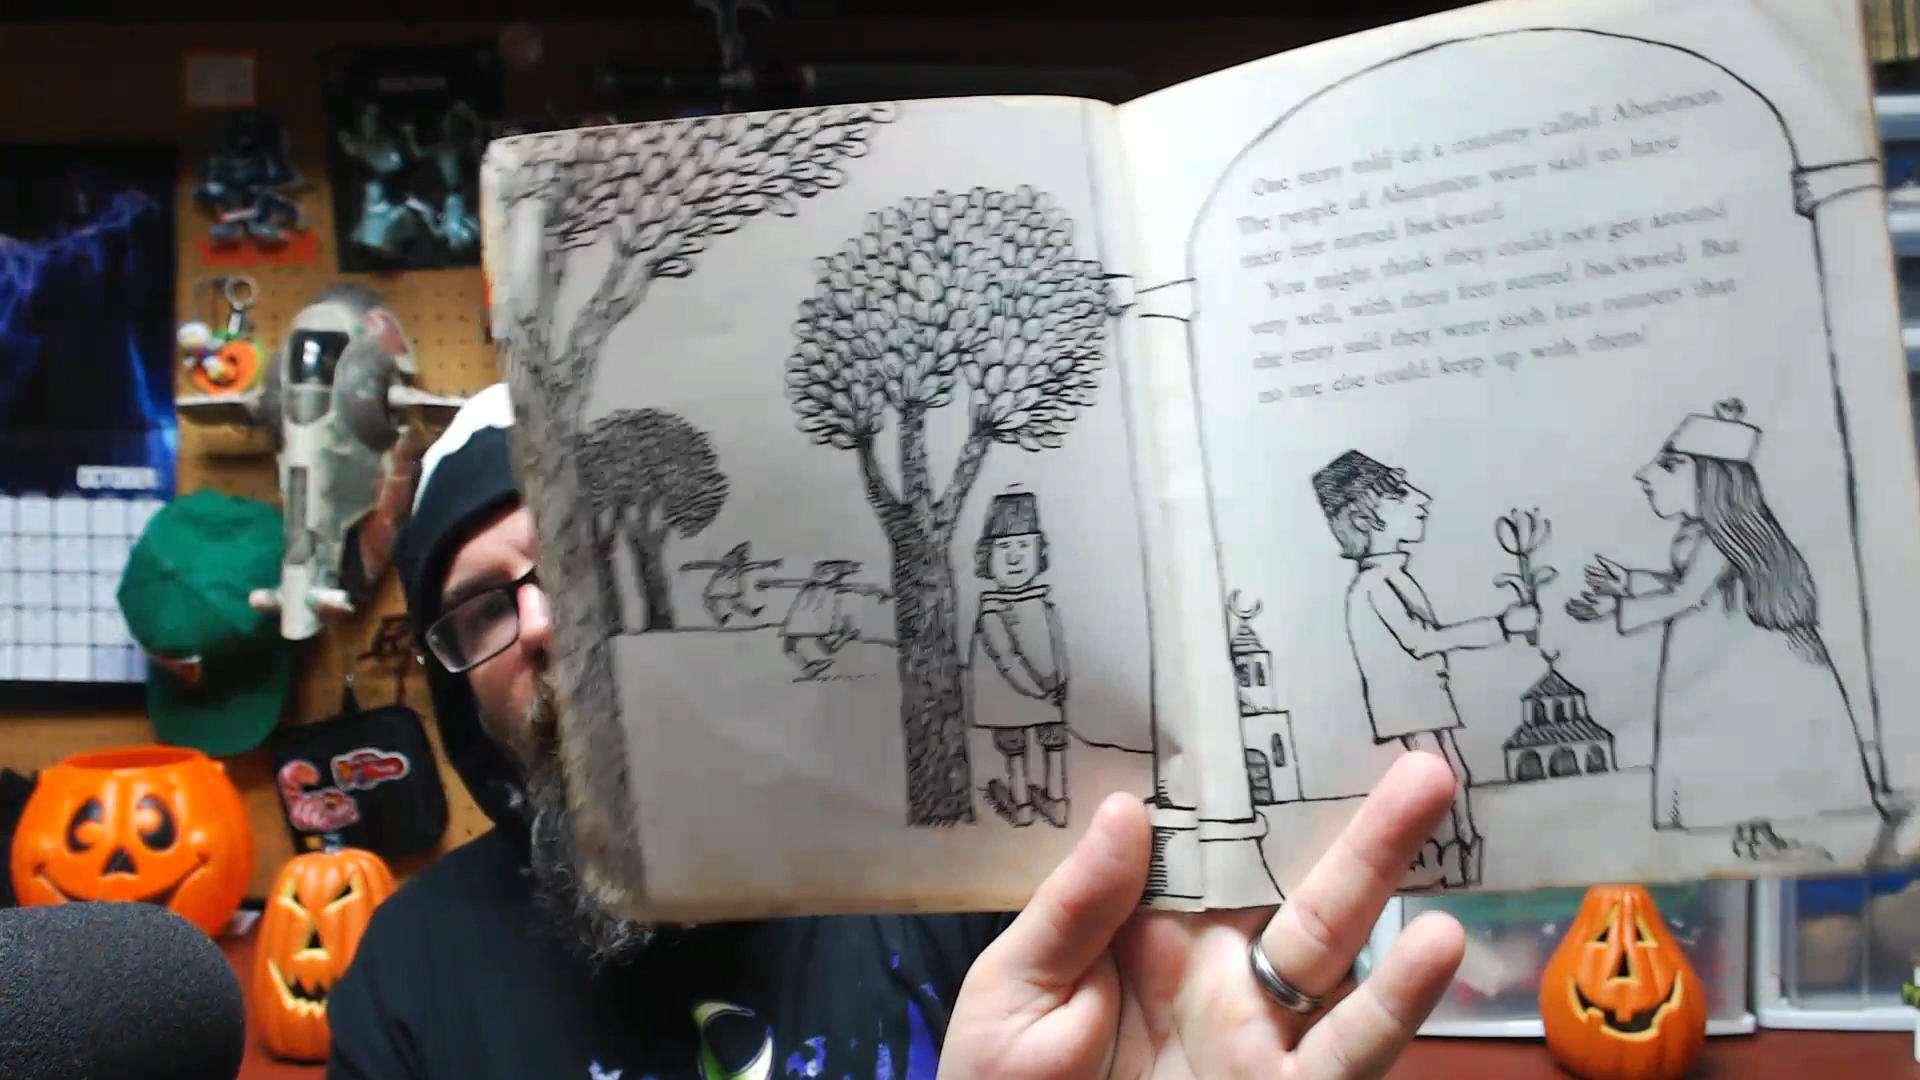 OCTOBER
One story told of a country called Abarimon.
The people of Abarimon were said to have
their feet turned backward.
You might think they could not get around
very well, with their feet turned backward. But
the story said they were such fast runners that
no one else could keep up with them!